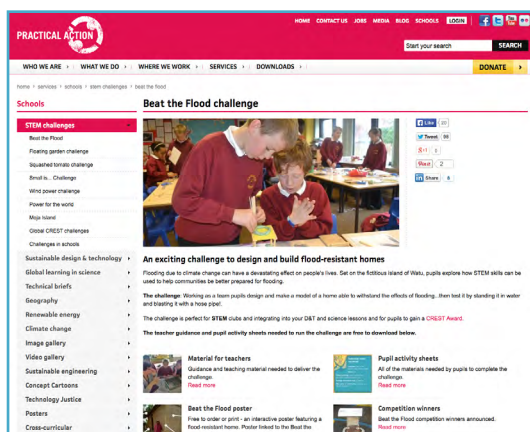 HOME CONTACT US JOBS MEDIA BLOG SCHOOLS LOGIN
PRACTICAL ACTION
Start your search SEARCH
WHO WE ARE WHAT WE DO WHERE WE WORK SERVICES DOWNLOADS DONATE
home > services > schools > stem challenges > beat the flood
Schools
Beat the Flood challenge
STEM challenges
Beat the Flood
Floating garden challenge
Squashed tomato challenge
Small is... Challenge
Wind power challenge
Power for the world
Moja Island
Global CREST challenges
Challenges in schools
Sustainable design & technology
Global learning in science
Technical briefs
Geography
Renewable energy
Climate change
Image gallery
Video gallery
Sustainable engineering
Concept Cartoons
Technology Justice
Posters
Cross-curricular
Like
Tweet
Share
An exciting challenge to design and build flood-resistant homes
Flooding due to climate change can have a devastating effect on people's lives. Set on the fictitious island of Watu, pupils explore how STEM skills can be
used to help communities be better prepared for flooding.
The challenge: Working as a team pupils design and make a model of a home able to withstand the effects of flooding...then test it by standing it in water
and blasting it with a hose pipe!
The challenge is perfect for STEM clubs and integrating into your D&T and science lessons and for pupils to gain a CREST Award.
The teacher guidance and pupil activity sheets needed to run the challenge are free to download below.
Material for teachers
Guidance and teaching material needed to deliver the
challenge.
Read more
Pupil activity sheets
All of the materials needed by pupils to complete the
challenge.
Read more
Beat the Flood poster
Free to order or print - an interactive poster featuring a
flood-resistant home. Poster linked to the Beat the
Competition winners
Beat the Flood competition winners announced.
Read more